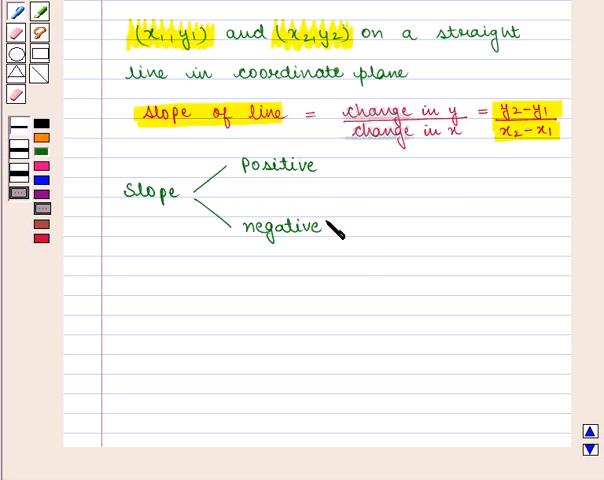 (x1,y1) and (x2,y2) on a straight
line in coordinate plane
Slope of line = change in y / change in x = y2-y1 / x2-x1
Positive
Slope
negative